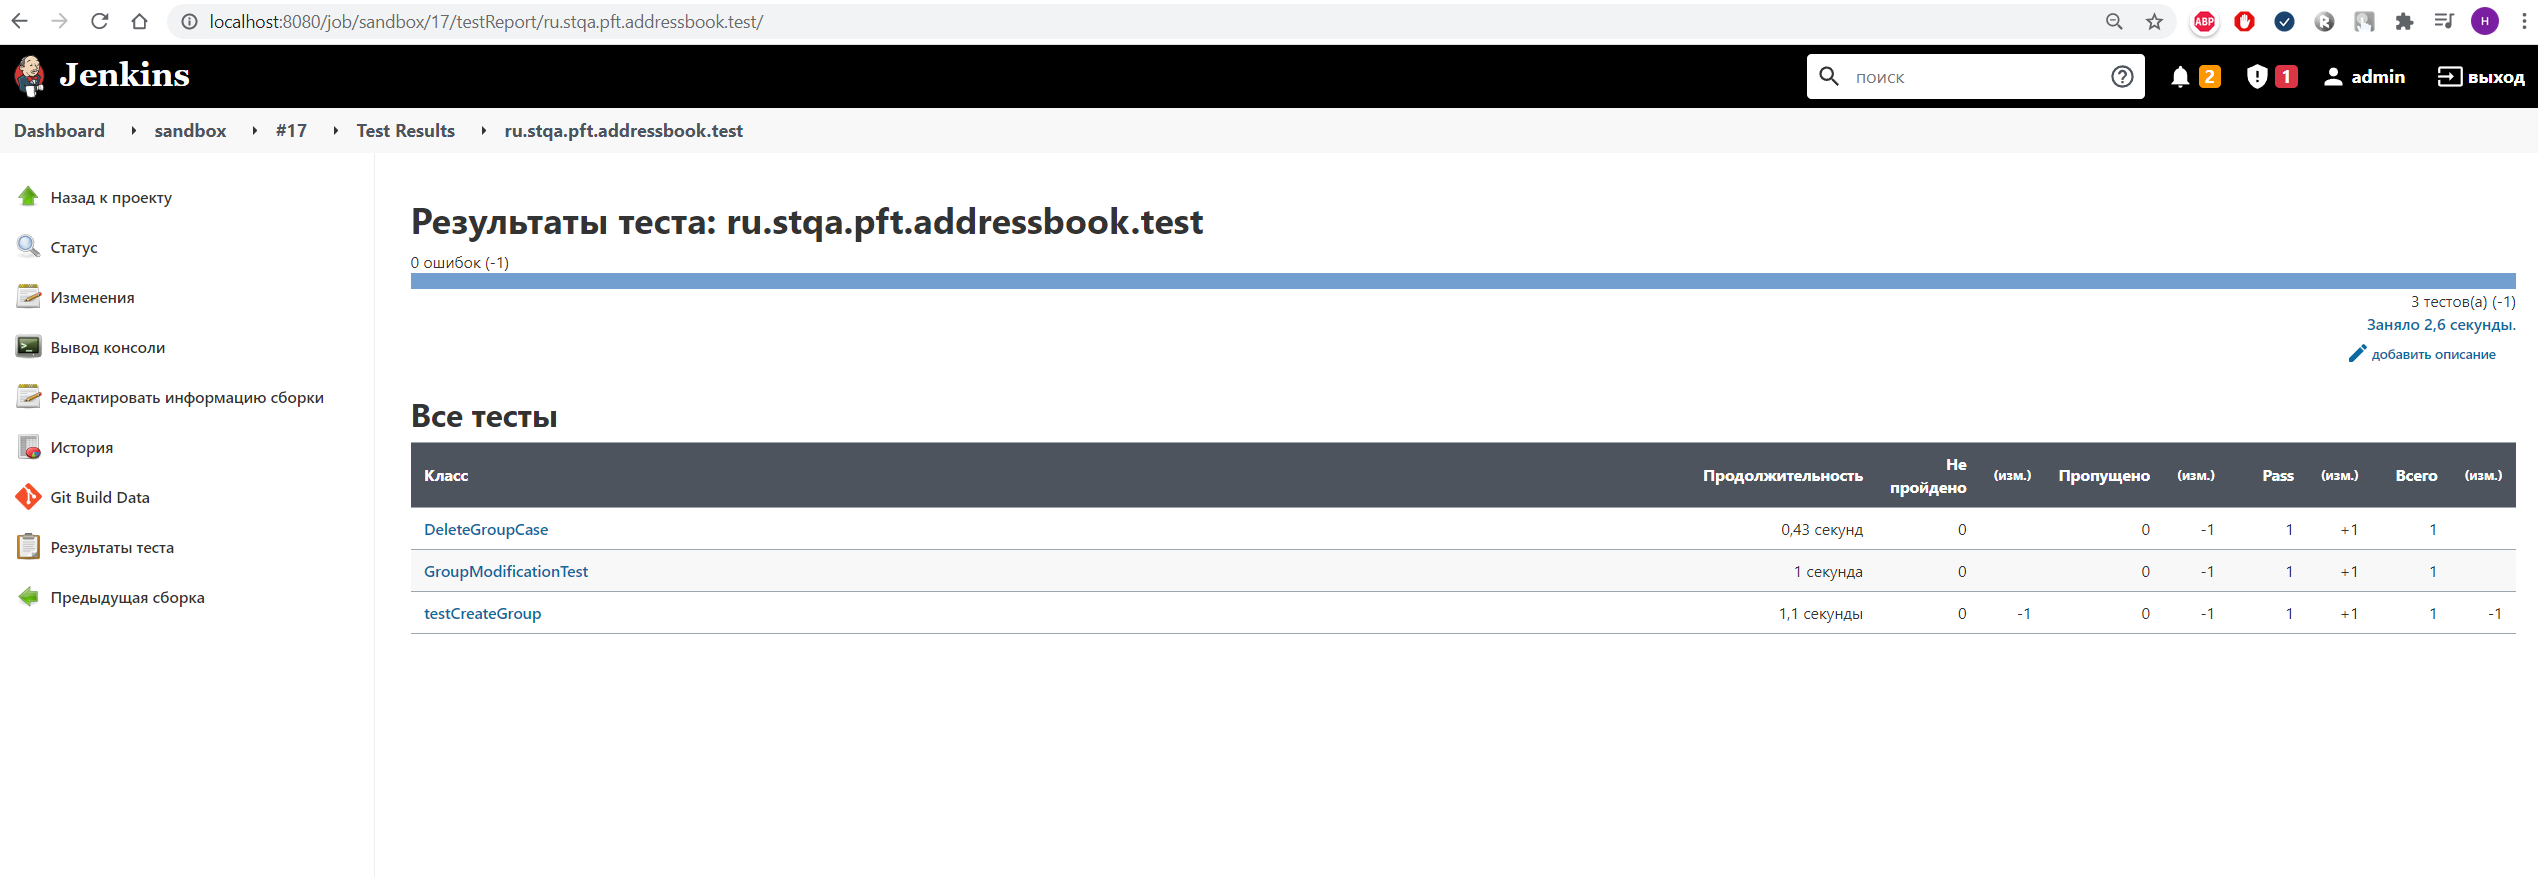 localhost:8080/job/sandbox/17/testReport/ru.stqa.pft.addressbook.test/
ABP
H
Jenkins
поиск
2
1
admin
выход
Dashboard
sandbox
#17
Test Results
ru.stqa.pft.addressbook.test
Назад к проекту
Статус
Изменения
Вывод консоли
Редактировать информацию сборки
История
Git Build Data
Результаты теста
Предыдущая сборка
Результаты теста: ru.stqa.pft.addressbook.test
0 ошибок (-1)
3 тестов(а) (-1)
Заняло 2,6 секунды.
добавить описание
Все тесты
Класс Продолжительность Не пройдено (изм.) Пропущено (изм.) Pass (изм.) Всего (изм.)
DeleteGroupCase 0,43 секунд 0 0 -1 1 +1 1
GroupModificationTest 1 секунда 0 0 -1 1 +1 1
testCreateGroup 1,1 секунды 0 -1 0 -1 1 +1 1 -1